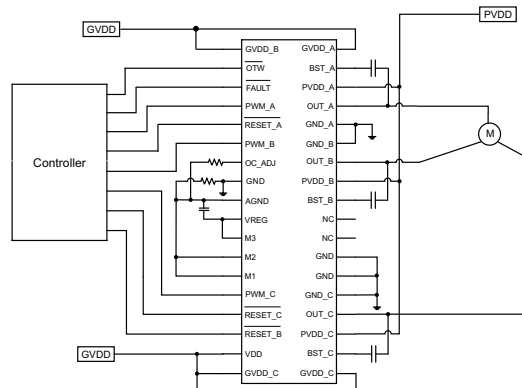 GVDD
PVDD
GVDD_B
GVDD_A
OTW
BST_A
FAULT
PVDD_A
PWM_A
OUT_A
RESET_A
GND_A
PWM_B
GND_B
OC_ADJ
OUT_B
GND
PVDD_B
AGND
BST_B
VREG
NC
M3
NC
M2
GND
M1
GND
PWM_C
GND_C
RESET_C
OUT_C
RESET_B
PVDD_C
VDD
BST_C
GVDD_C
GVDD_C
Controller
M
GVDD